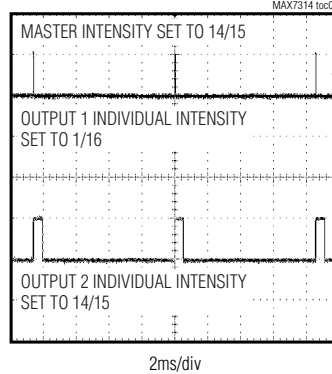 MAX7314 toc0
MASTER INTENSITY SET TO 14/15
OUTPUT 1 INDIVIDUAL INTENSITY
SET TO 1/16
OUTPUT 2 INDIVIDUAL INTENSITY
SET TO 14/15
2ms/div